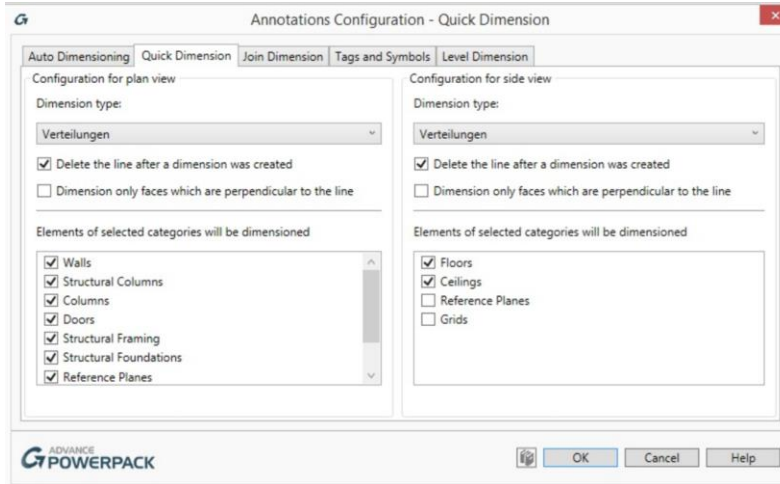 Annotations Configuration - Quick Dimension
Auto Dimensioning Quick Dimension Join Dimension Tags and Symbols Level Dimension
Configuration for plan view
Dimension type:
Verteilungen
Delete the line after a dimension was created
Dimension only faces which are perpendicular to the line
Elements of selected categories will be dimensioned
Walls
Structural Columns
Columns
Doors
Structural Framing
Structural Foundations
Reference Planes
Configuration for side view
Dimension type:
Verteilungen
Delete the line after a dimension was created
Dimension only faces which are perpendicular to the line
Elements of selected categories will be dimensioned
Floors
Ceilings
Reference Planes
Grids
ADVANCE
POWERPACK
OK Cancel Help